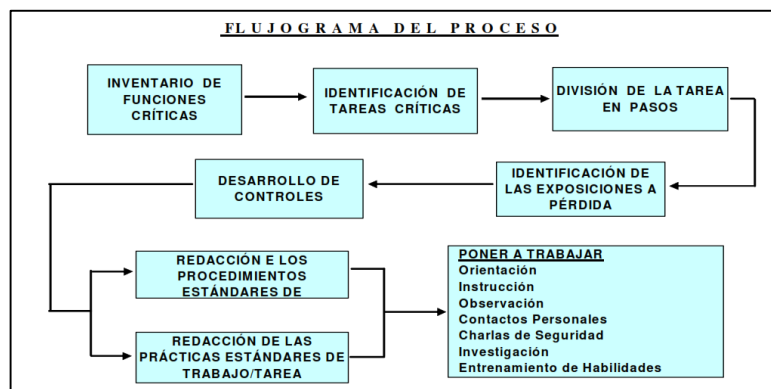 FLUJOGRAMA DEL PROCESO
INVENTARIO DE
FUNCIONES
CRÍTICAS
IDENTIFICACIÓN DE
TAREAS CRÍTICAS
DIVISIÓN DE LA TAREA
EN PASOS
IDENTIFICACIÓN DE
LAS EXPOSICIONES A
PÉRDIDA
DESARROLLO DE
CONTROLES
REDACCIÓN E LOS
PROCEDIMIENTOS
ESTÁNDARES DE
REDACCIÓN DE LAS
PRÁCTICAS ESTÁNDARES DE
TRABAJO/TAREA
PONER A TRABAJAR
Orientación
Instrucción
Observación
Contactos Personales
Charlas de Seguridad
Investigación
Entrenamiento de Habilidades